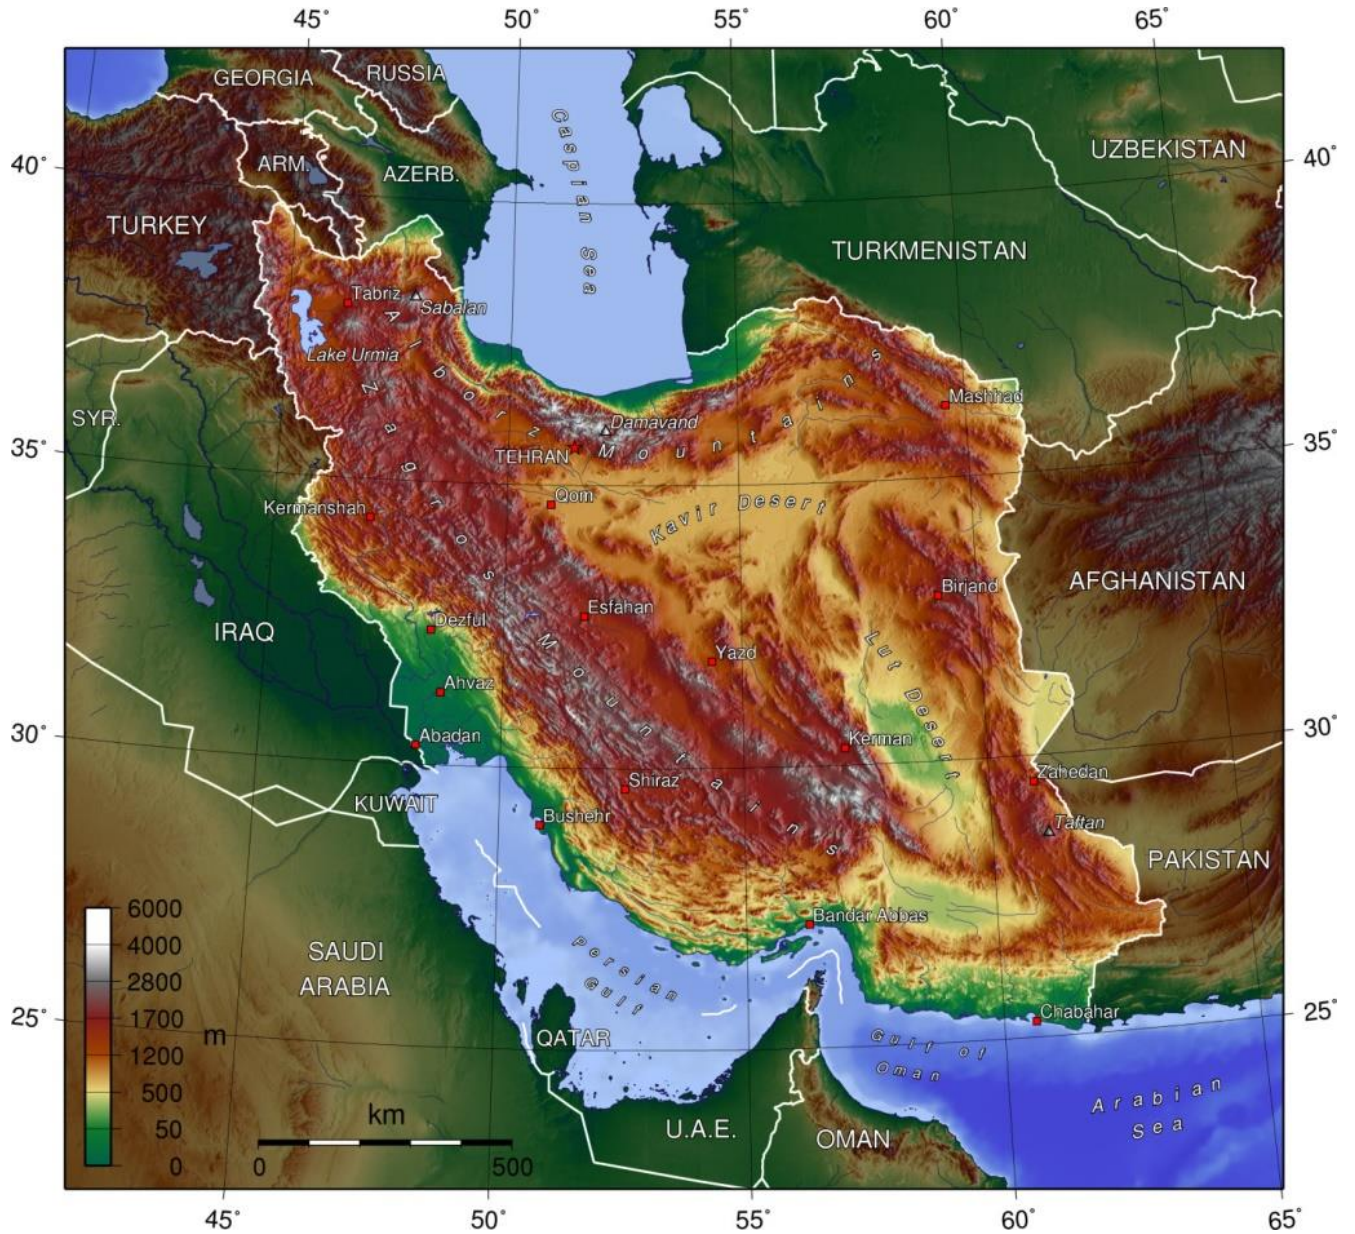 45° 50° 55° 60° 65°
GEORGIA
RUSSIA
Caspian Sea
UZBEKISTAN
40°
40°
ARM.
AZERB.
TURKEY
TURKMENISTAN
Tabriz
Sabalan
Lake Urmia
Alborz Mountains
Mashhad
SYR.
Damavand
35°
35°
TEHRAN
Qom
Kavir Desert
Kermanshah
Zagros Mountains
AFGHANISTAN
Birjand
Esfahan
Dezful
IRAQ
Yazd
Lut Desert
Ahvaz
30°
30°
Abadan
Kerman
Zahedan
Shiraz
KUWAIT
Bushehr
Taftan
PAKISTAN
Bandar Abbas
SAUDI
ARABIA
Persian
Gulf
Chabahar
25°
25°
QATAR
Gulf of
Oman
Arabian
Sea
U.A.E.
OMAN
6000
4000
2800
1700
m
1200
500
50
0
km
0 500
45° 50° 55° 60° 65°